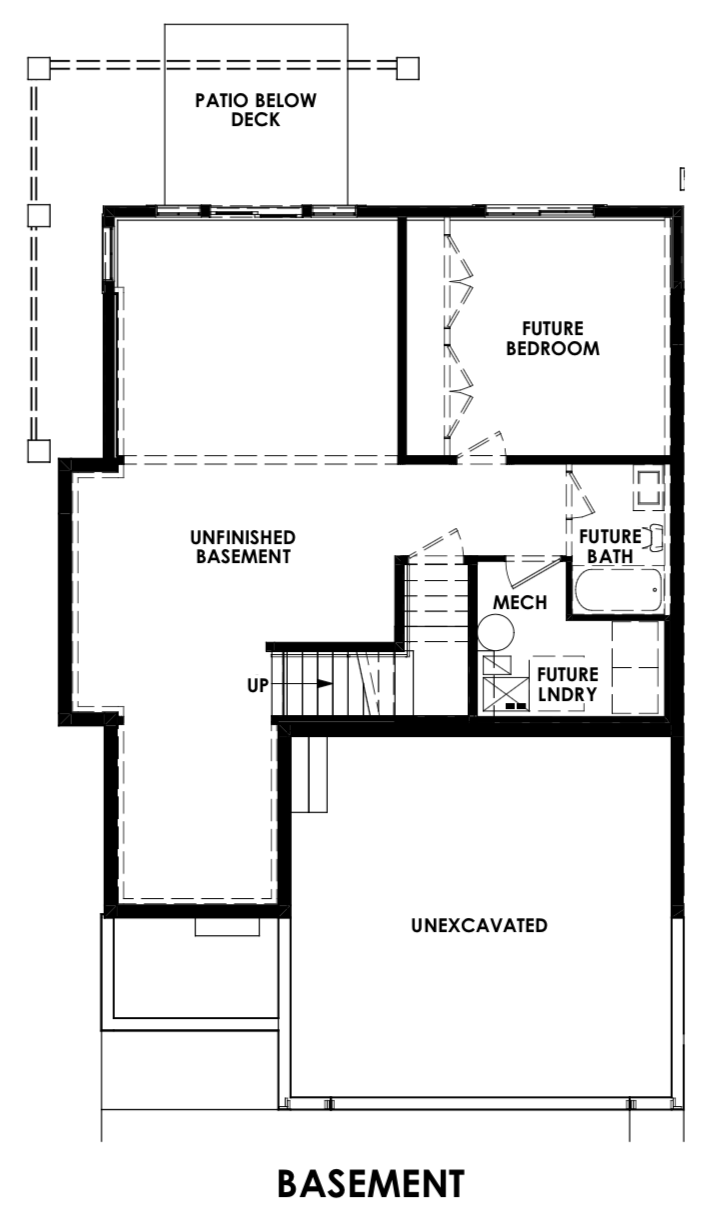 PATIO BELOW
DECK
FUTURE
BEDROOM
UNFINISHED
BASEMENT
FUTURE
BATH
MECH
UP
FUTURE
LNDRY
UNEXCAVATED
BASEMENT